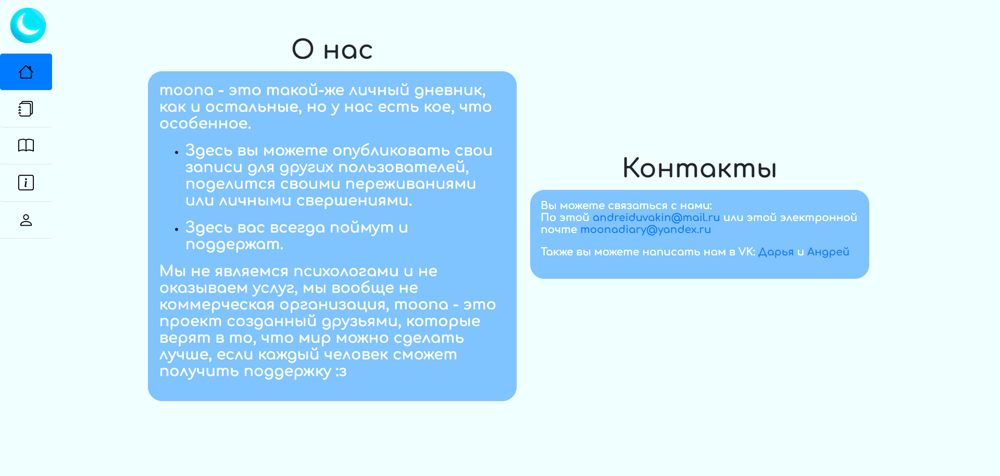 О нас
moona - это такой-же личный дневник,
как и остальные, но у нас есть кое, что
особенное.
Здесь вы можете опубликовать свои
записи для других пользователей,
поделится своими переживаниями
или личными свершениями.
Здесь вас всегда поймут и
поддержат.
Мы не являемся психологами и не
оказываем услуг, мы вообще не
коммерческая организация, moona - это
проект созданный друзьями, которые
верят в то, что мир можно сделать
лучше, если каждый человек сможет
получить поддержку :з
Контакты
Вы можете связаться с нами:
По этой andreiduvakin@mail.ru или этой электронной
почте moonadiary@yandex.ru
Также вы можете написать нам в VK: Дарья и Андрей